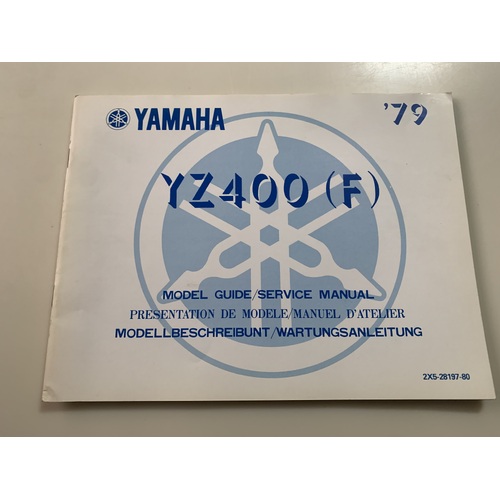 YAMAHA '79
YZ400 (F)
MODEL GUIDE/SERVICE MANUAL
PRESENTATION DE MODELE/MANUEL D'ATELIER
MODELLBESCHREIBUNT/WARTUNGSANLEITUNG
2X5-28197-80